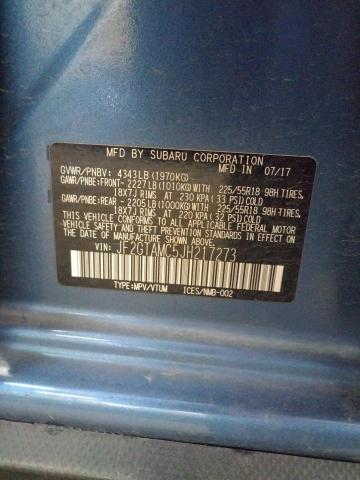 MFD BY SUBARU CORPORATION
GVWR/PNBV: 4343LB(1970KG) MFD IN 07/17
GAWR/PNBE:FRONT- 2227LB(1010KG)WITH 225/55R18 98H TIRES,
18X7J RIMS AT 230 KPA(33 PSI)COLD
GAWR/PNBE:REAR - 2205LB(1000KG)WITH 225/55R18 98H TIRES,
18X7J RIMS AT 220 KPA(32 PSI)COLD
THIS VEHICLE CONFORMS TO ALL APPLICABLE FEDERAL MOTOR VEHICLE
SAFETY AND THEFT PREVENTION STANDARDS IN EFFECT ON THE DATE OF
MANUFACTURE SHOWN ABOVE.
VIN: JF2GTAMC5JH217273
TYPE:MPV/VTUM ICES/NMB-002